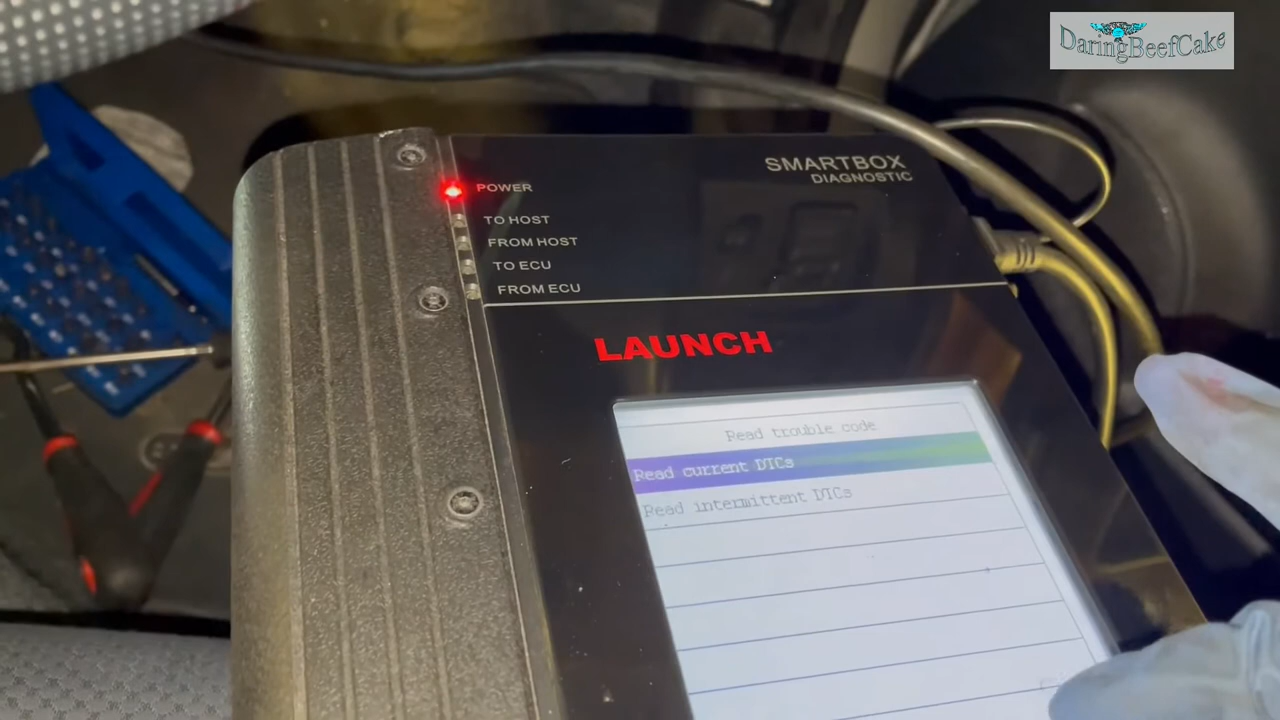 DaringBeefCake
SMARTBOX
DIAGNOSTIC
POWER
TO HOST
FROM HOST
TO ECU
FROM ECU
LAUNCH
Read trouble code
Read current DTCs
Read intermittent DTCs